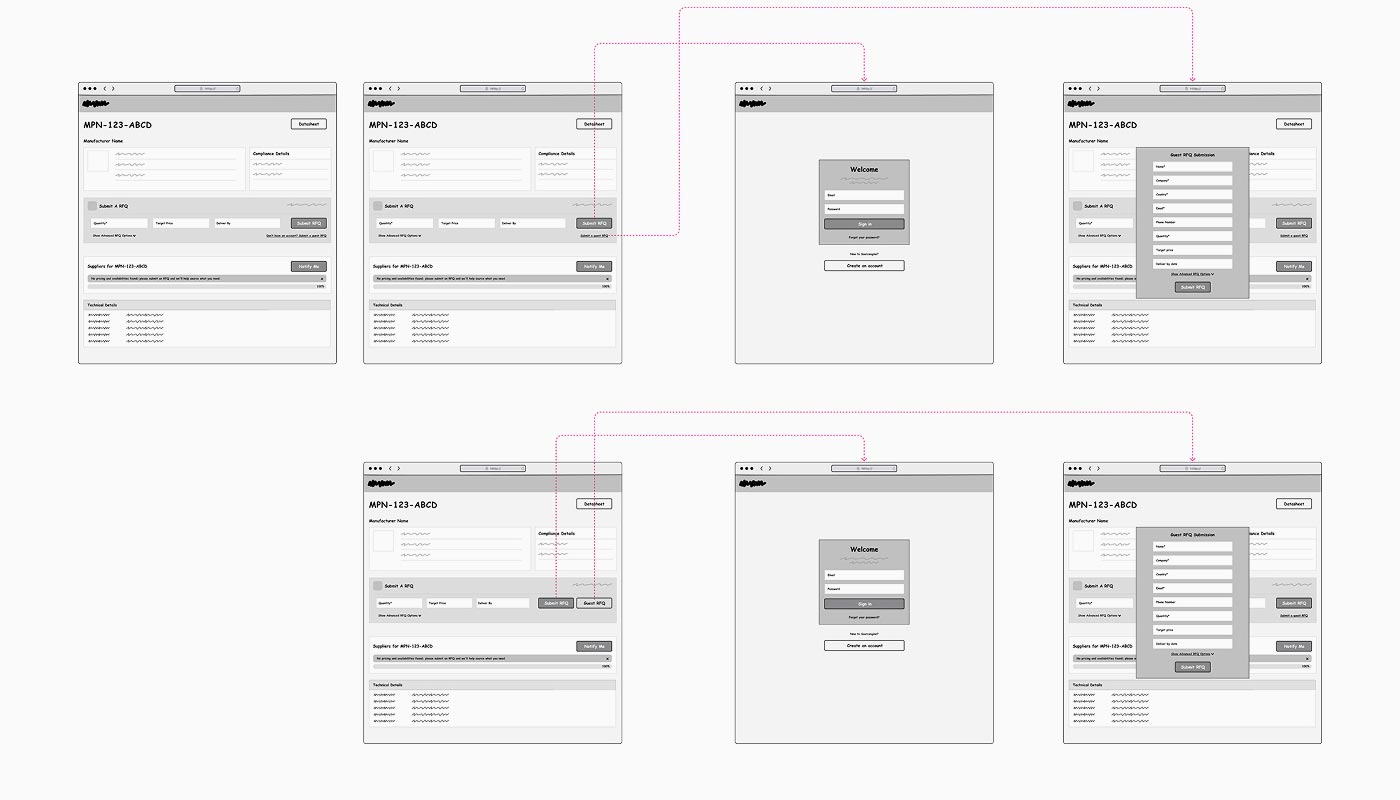 MPN-123-ABCD
Datasheet
Manufacturer Name
Compliance Details
Submit A RFQ
Quantity*
Target Price
Deliver By
Submit RFQ
Show Advanced RFQ Options
Don't have an account? Submit a guest RFQ
Suppliers for MPN-123-ABCD
Notify Me
No pricing and availabilities found; please submit an RFQ and we'll help source what you need.
100%
Technical Details
MPN-123-ABCD
Datasheet
Manufacturer Name
Compliance Details
Submit A RFQ
Quantity*
Target Price
Deliver By
Submit RFQ
Show Advanced RFQ Options
Submit a guest RFQ
Suppliers for MPN-123-ABCD
Notify Me
No pricing and availabilities found; please submit an RFQ and we'll help source what you need.
100%
Technical Details
Welcome
Email
Password
Sign in
Forgot your password?
Create an account
MPN-123-ABCD
Datasheet
Manufacturer Name
Guest RFQ Submission
Name*
Company*
Country*
Email*
Phone Number
Quantity*
Target price
Deliver by date
Show Advanced RFQ Options
Submit RFQ
Submit A RFQ
Quantity*
Submit RFQ
Show Advanced RFQ Options
Submit a guest RFQ
Suppliers for MPN-123-ABCD
Notify Me
100%
Technical Details
MPN-123-ABCD
Datasheet
Manufacturer Name
Compliance Details
Submit A RFQ
Quantity*
Target Price
Deliver By
Submit RFQ
Guest RFQ
Show Advanced RFQ Options
Suppliers for MPN-123-ABCD
Notify Me
No pricing and availabilities found; please submit an RFQ and we'll help source what you need.
100%
Technical Details
Welcome
Email
Password
Sign in
Forgot your password?
Create an account
MPN-123-ABCD
Datasheet
Manufacturer Name
Guest RFQ Submission
Name*
Company*
Country*
Email*
Phone Number
Quantity*
Target price
Deliver by date
Show Advanced RFQ Options
Submit RFQ
Submit A RFQ
Quantity*
Submit RFQ
Show Advanced RFQ Options
Submit a guest RFQ
Suppliers for MPN-123-ABCD
Notify Me
100%
Technical Details